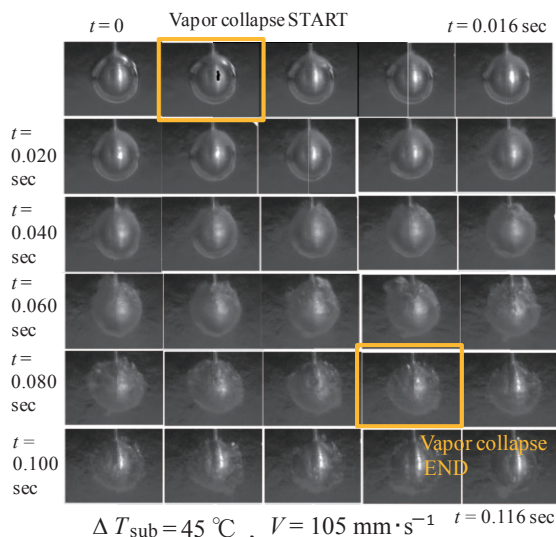 t = 0
Vapor collapse START
t = 0.016 sec
t =
0.020
sec
t =
0.040
sec
t =
0.060
sec
t =
0.080
sec
t =
0.100
sec
Vapor collapse
END
Δ T_sub = 45 ℃ , V = 105 mm·s⁻¹
t = 0.116 sec